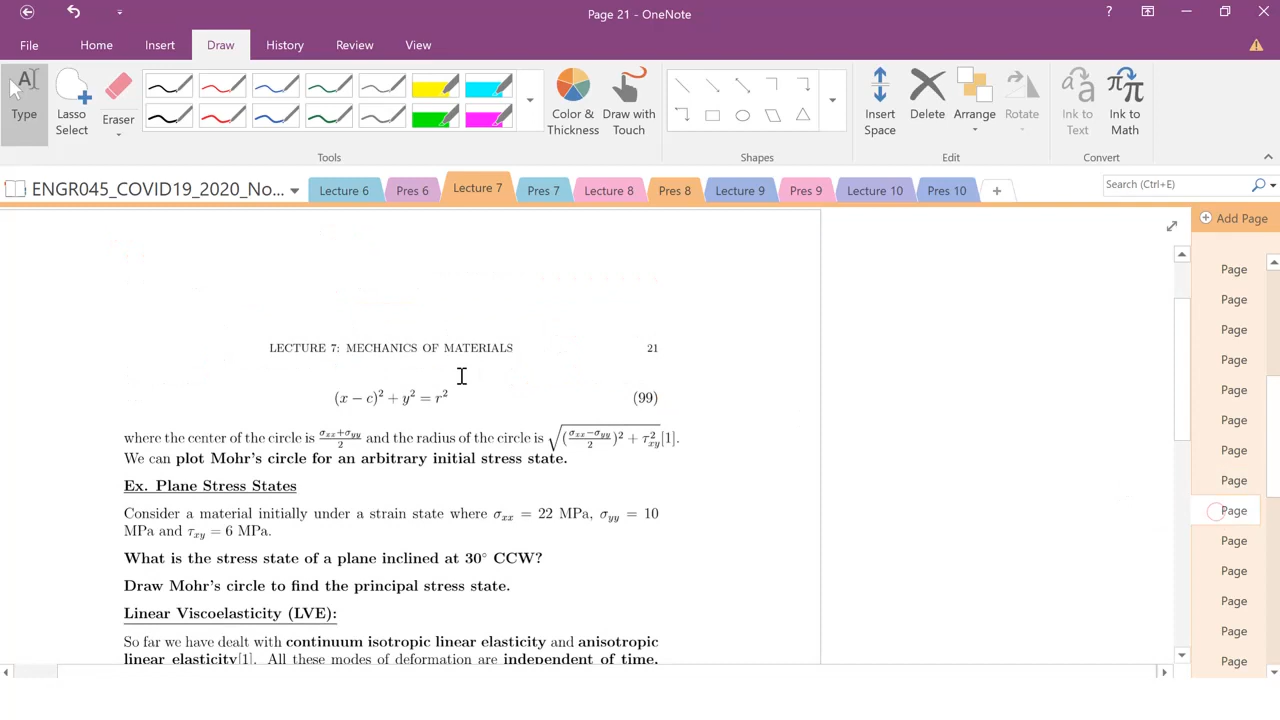 Page 21 - OneNote
?
File Home Insert Draw History Review View
Type
Lasso Select
Eraser
Color & Thickness
Draw with Touch
Insert Space
Delete
Arrange
Rotate
Ink to Text
Ink to Math
Tools
Shapes
Edit
Convert
ENGR045_COVID19_2020_No...
Lecture 6 Pres 6 Lecture 7 Pres 7 Lecture 8 Pres 8 Lecture 9 Pres 9 Lecture 10 Pres 10 +
Search (Ctrl+E)
Add Page
LECTURE 7: MECHANICS OF MATERIALS 21
(x − c)² + y² = r² (99)
where the center of the circle is (σxx+σyy)/2 and the radius of the circle is √((σxx−σyy)/2)² + τ²xy[1].
We can plot Mohr's circle for an arbitrary initial stress state.
Ex. Plane Stress States
Consider a material initially under a strain state where σxx = 22 MPa, σyy = 10
MPa and τxy = 6 MPa.
What is the stress state of a plane inclined at 30° CCW?
Draw Mohr's circle to find the principal stress state.
Linear Viscoelasticity (LVE):
So far we have dealt with continuum isotropic linear elasticity and anisotropic
linear elasticity[1]. All these modes of deformation are independent of time.
Page
Page
Page
Page
Page
Page
Page
Page
Page
Page
Page
Page
Page
Page